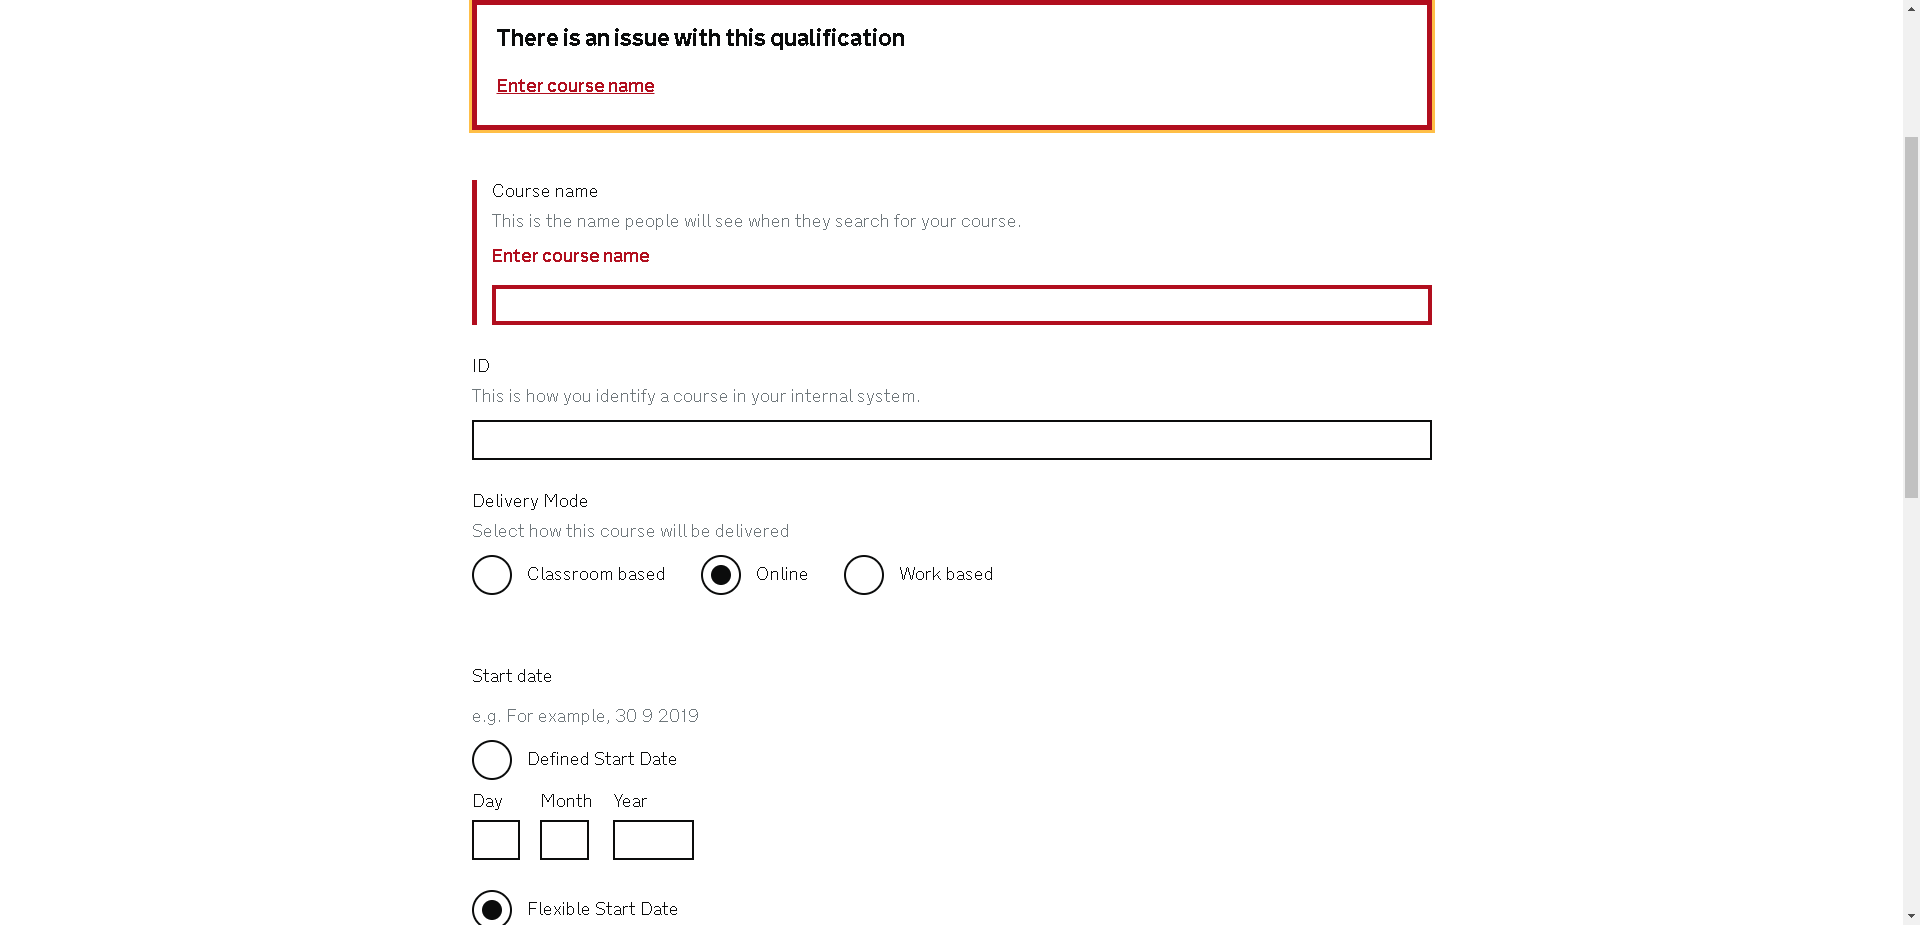 There is an issue with this qualification
Enter course name
Course name
This is the name people will see when they search for your course.
Enter course name
ID
This is how you identify a course in your internal system.
Delivery Mode
Select how this course will be delivered
Classroom based Online Work based
Start date
e.g. For example, 30 9 2019
Defined Start Date
Day Month Year
Flexible Start Date